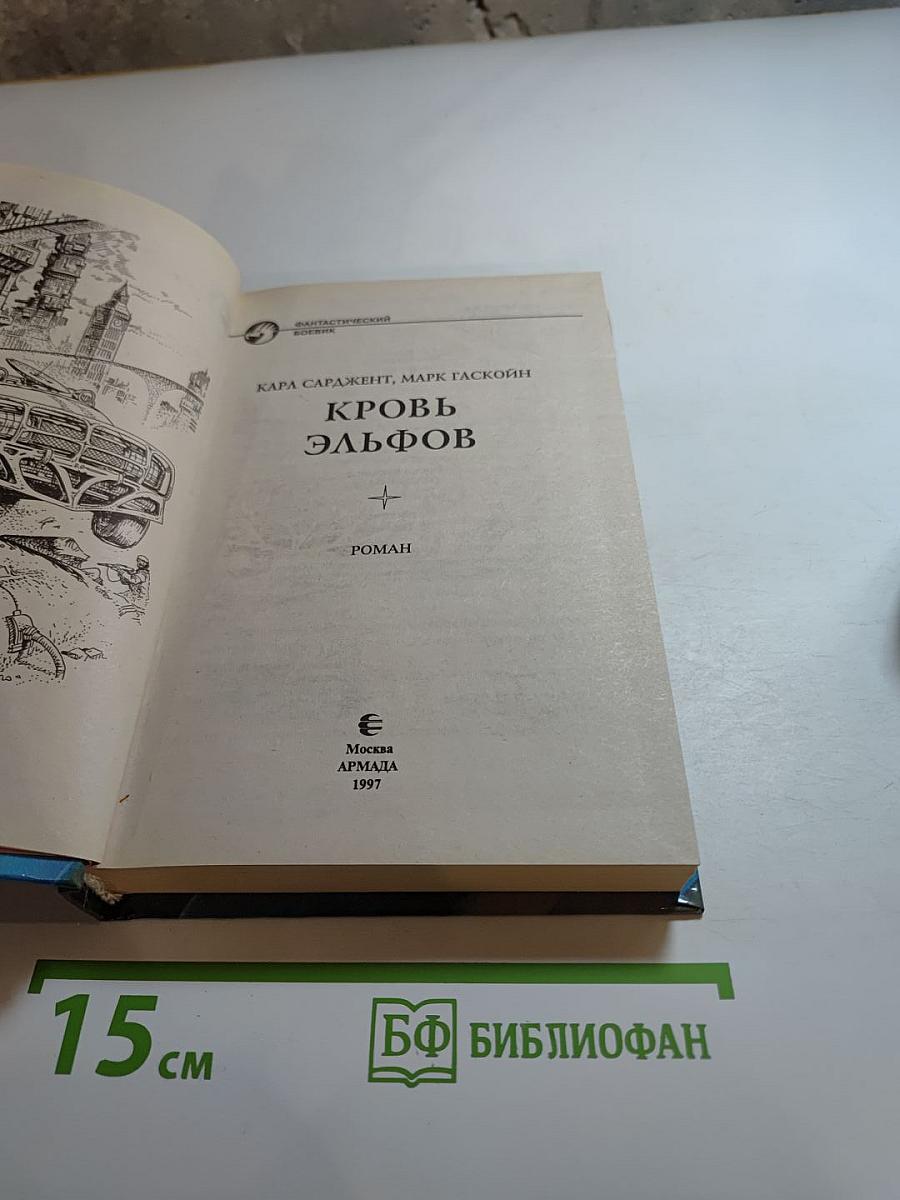 ФАНТАСТИЧЕСКИЙ
БОЕВИК
КАРЛ САРДЖЕНТ, МАРК ГАСКОЙН
КРОВЬ
ЭЛЬФОВ
РОМАН
Москва
АРМАДА
1997
15 см
БФ БИБЛИОФАН